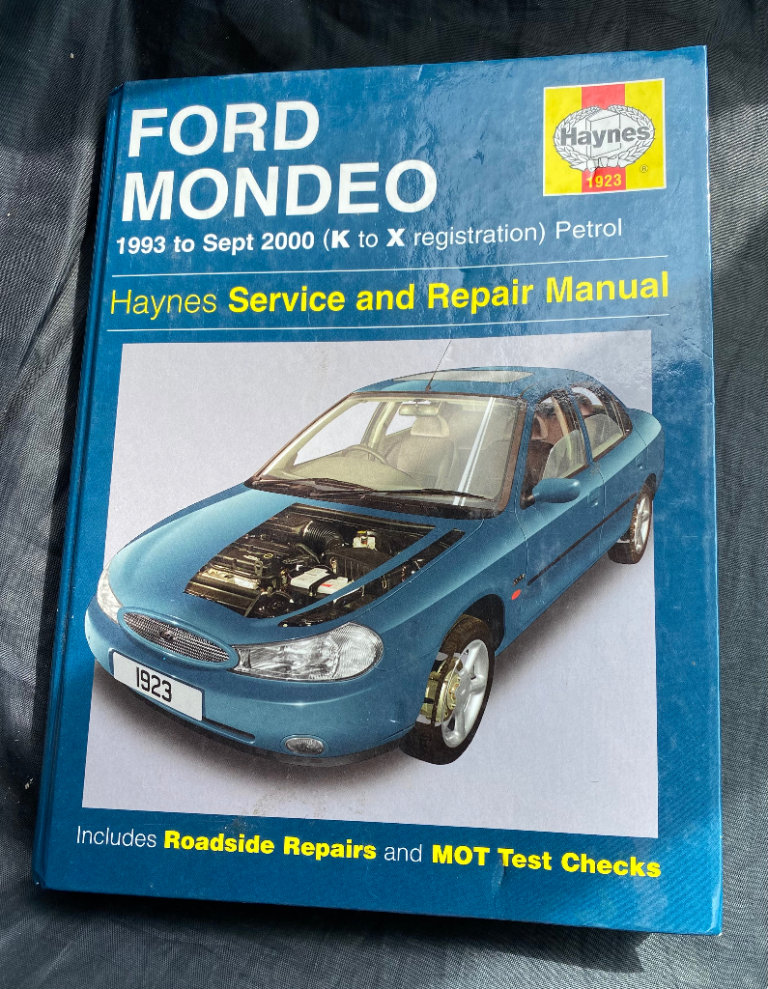 FORD
MONDEO
Haynes
®
1923
1993 to Sept 2000 (K to X registration) Petrol
Haynes Service and Repair Manual
1923
Includes Roadside Repairs and MOT Test Checks